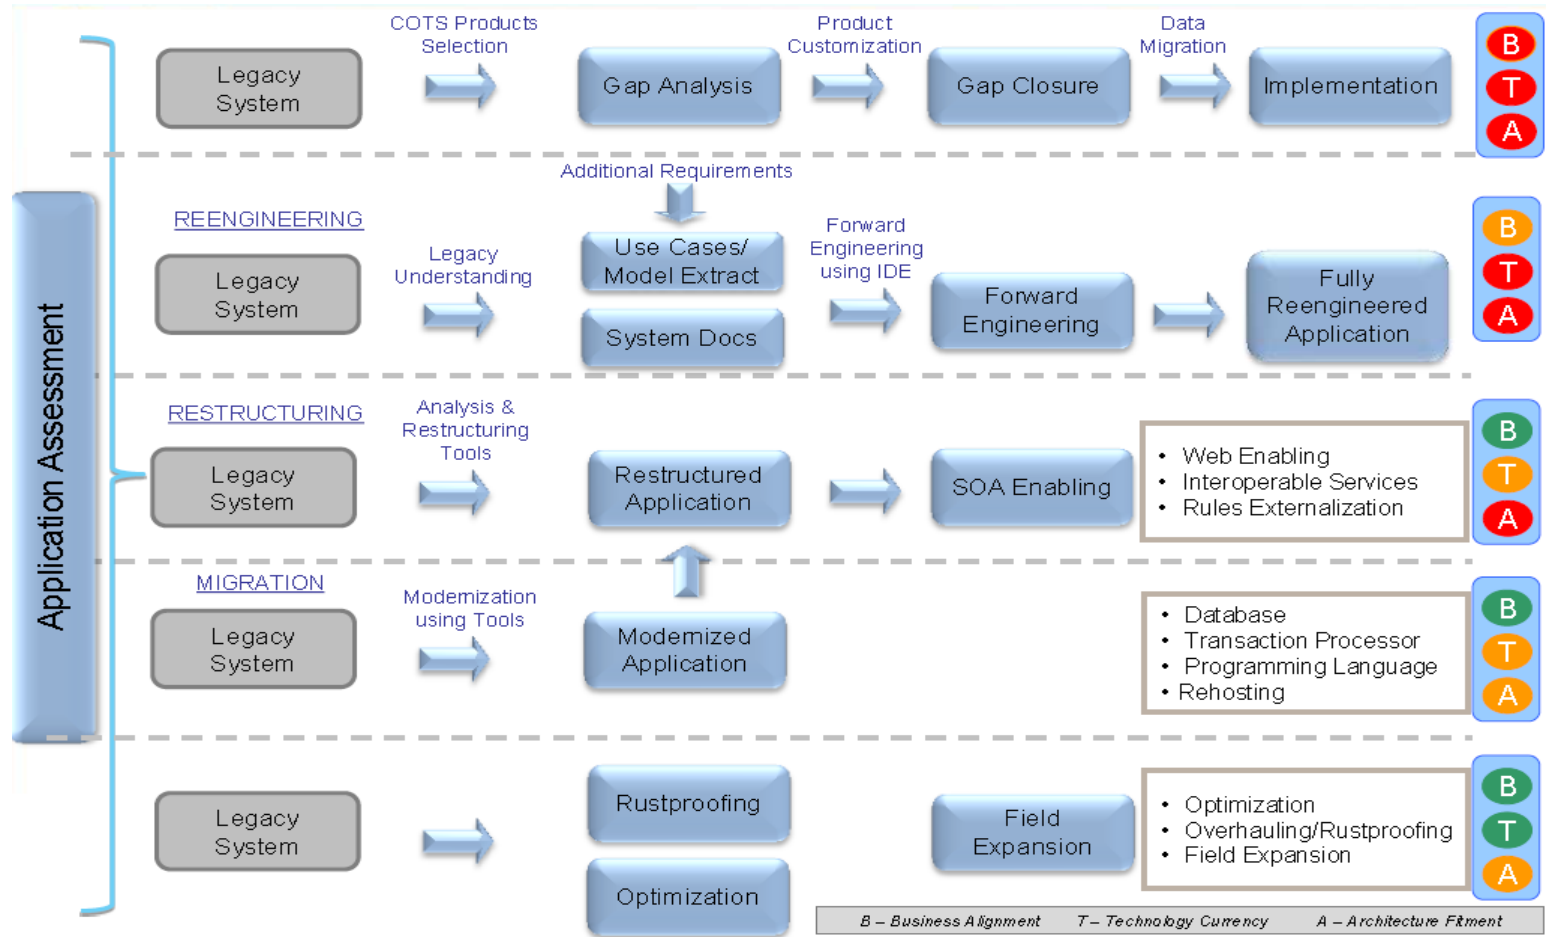 Application Assessment
COTS Products
Selection
Product
Customization
Data
Migration
Legacy
System
Gap Analysis
Gap Closure
Implementation
B
T
A
Additional Requirements
REENGINEERING
Legacy
System
Legacy
Understanding
Use Cases/
Model Extract
System Docs
Forward
Engineering
using IDE
Forward
Engineering
Fully
Reengineered
Application
B
T
A
RESTRUCTURING
Legacy
System
Analysis &
Restructuring
Tools
Restructured
Application
SOA Enabling
• Web Enabling
• Interoperable Services
• Rules Externalization
B
T
A
MIGRATION
Legacy
System
Modernization
using Tools
Modernized
Application
• Database
• Transaction Processor
• Programming Language
• Rehosting
B
T
A
Legacy
System
Rustproofing
Optimization
Field
Expansion
• Optimization
• Overhauling/Rustproofing
• Field Expansion
B
T
A
B – Business Alignment T – Technology Currency A – Architecture Fitment